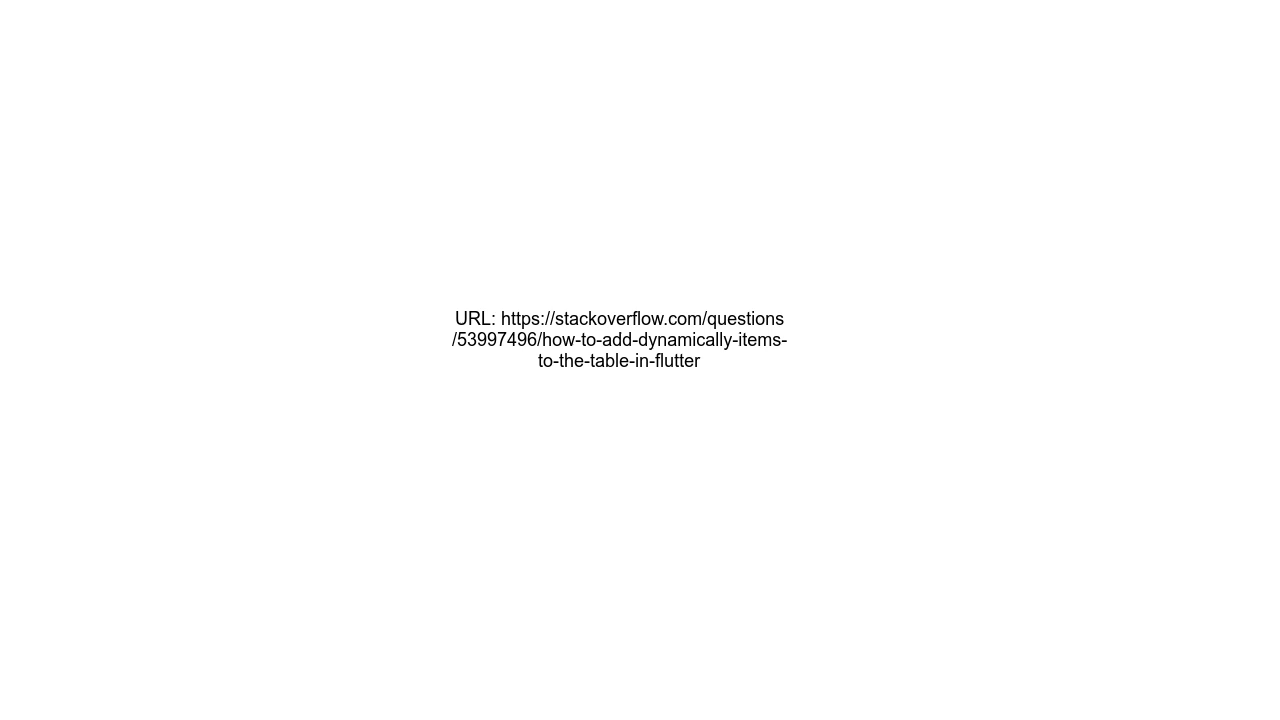 URL: https://stackoverflow.com/questions
/53997496/how-to-add-dynamically-items-
to-the-table-in-flutter